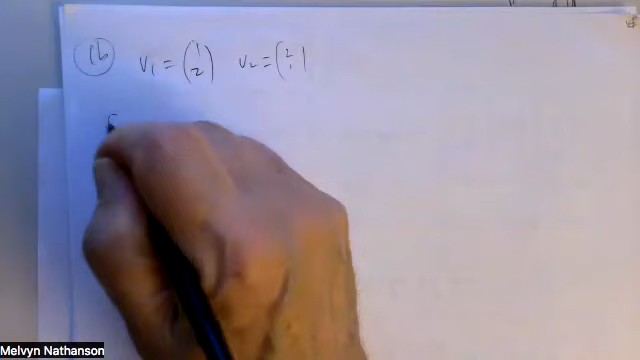 16 v₁ = (1 2) v₂ = (2 1)
Melvyn Nathanson